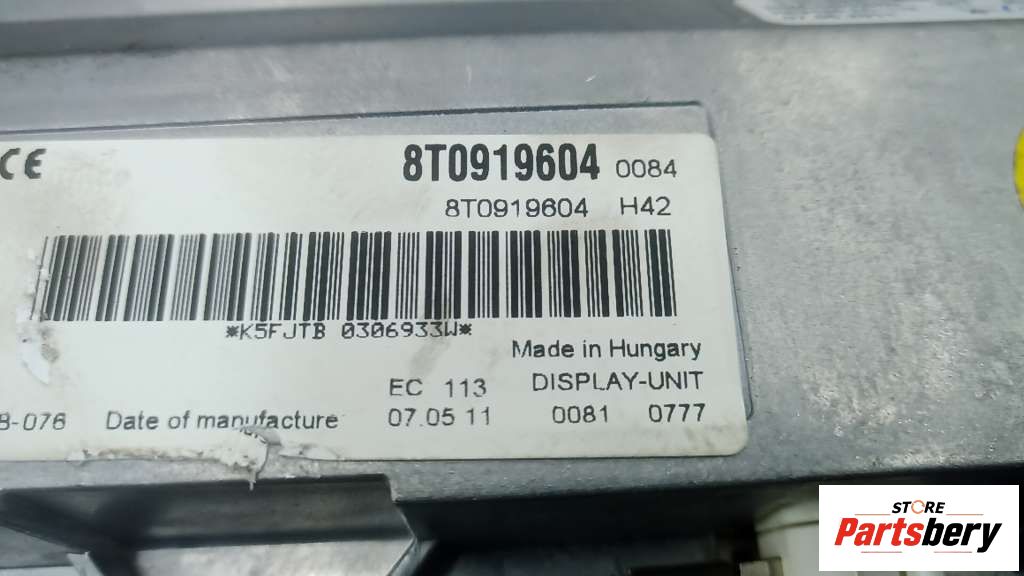 CE 8T0919604 0084
8T0919604 H42
*K5FJTB 0306933W*
Made in Hungary
EC 113 DISPLAY-UNIT
8-076 Date of manufacture 07.05 11 0081 0777
STORE
Partsbery